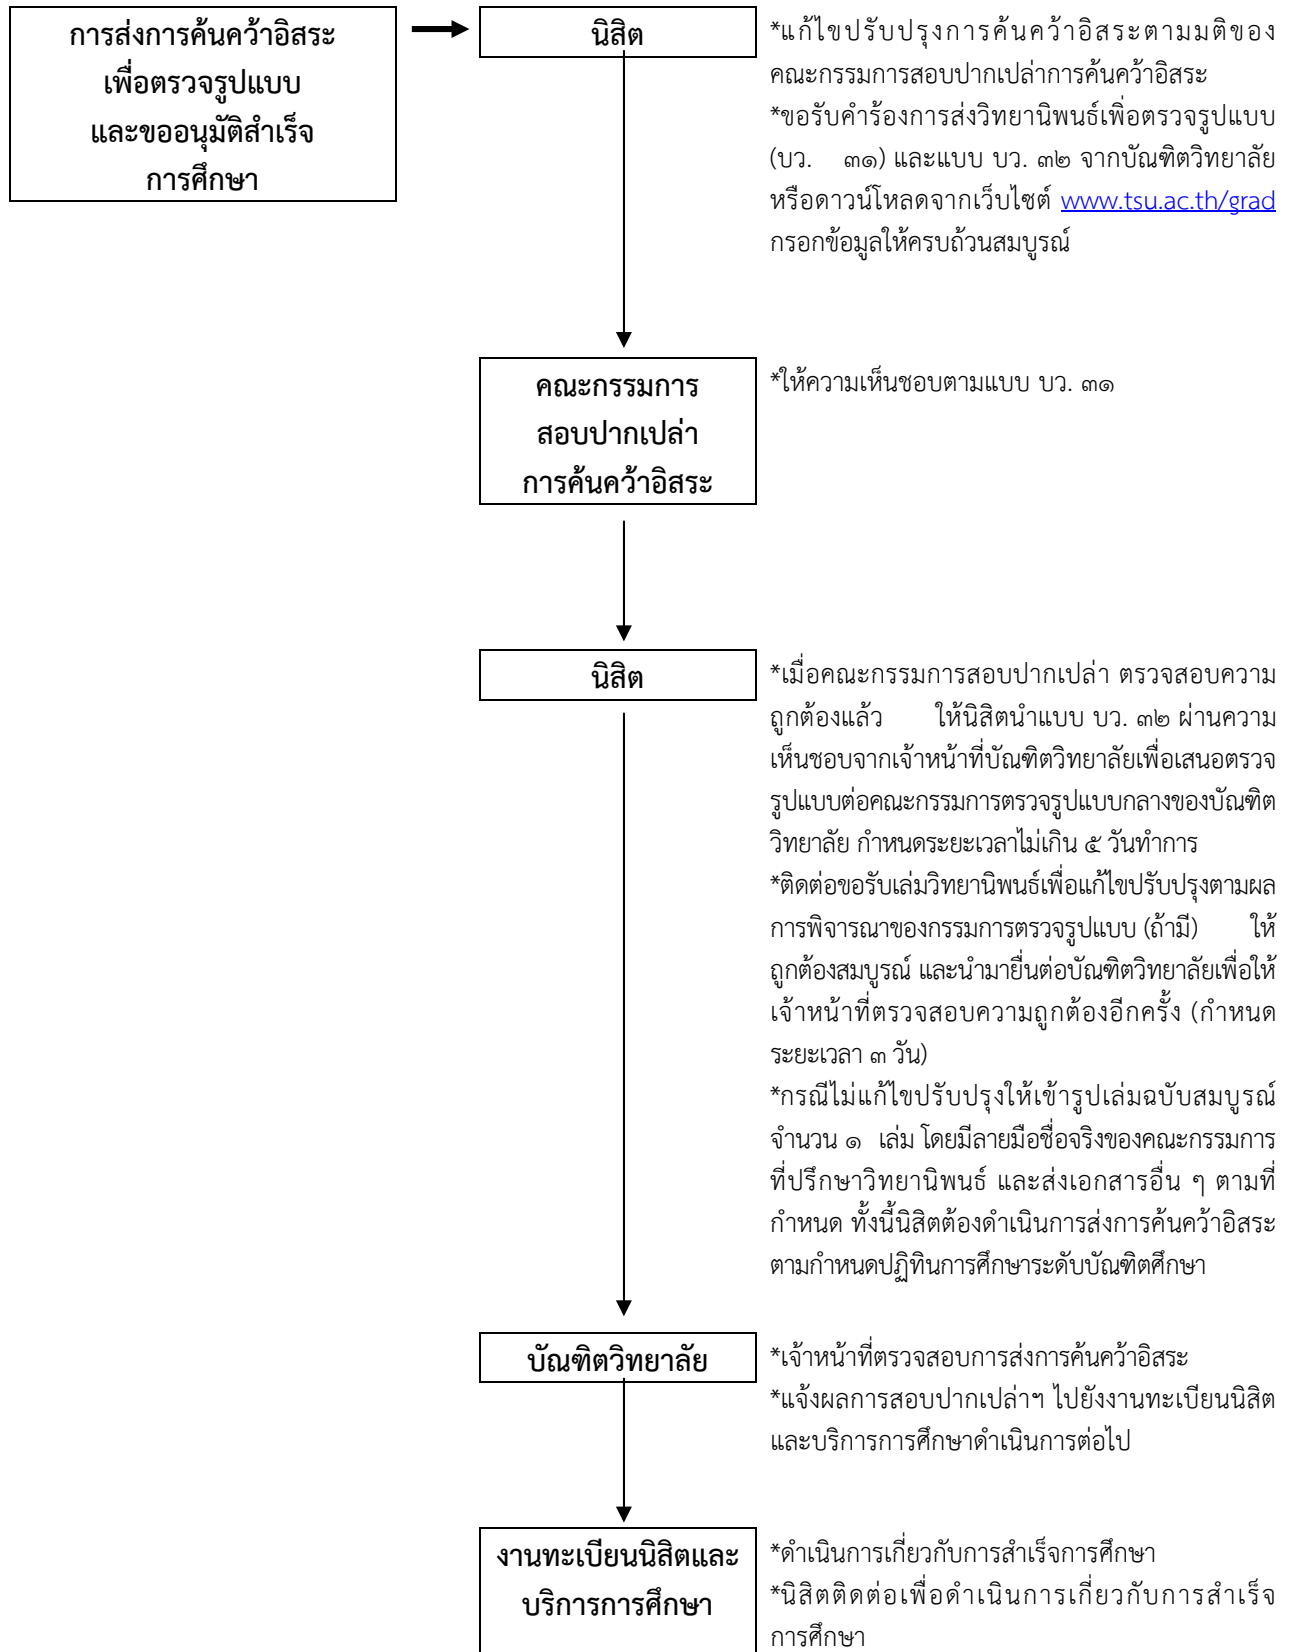 การส่งการค้นคว้าอิสระ
เพื่อตรวจรูปแบบ
และขออนุมัติสำเร็จ
การศึกษา
นิสิต
*แก้ไขปรับปรุงการค้นคว้าอิสระตามมติของ
คณะกรรมการสอบปากเปล่าการค้นคว้าอิสระ
*ขอรับคำร้องการส่งวิทยานิพนธ์เพื่อตรวจรูปแบบ
(บว. ๓๑) และแบบ บว. ๓๒ จากบัณฑิตวิทยาลัย
หรือดาวน์โหลดจากเว็บไซต์ www.tsu.ac.th/grad
กรอกข้อมูลให้ครบถ้วนสมบูรณ์
คณะกรรมการ
สอบปากเปล่า
การค้นคว้าอิสระ
*ให้ความเห็นชอบตามแบบ บว. ๓๑
นิสิต
*เมื่อคณะกรรมการสอบปากเปล่า ตรวจสอบความ
ถูกต้องแล้ว ให้นิสิตนำแบบ บว. ๓๒ ผ่านความ
เห็นชอบจากเจ้าหน้าที่บัณฑิตวิทยาลัยเพื่อเสนอตรวจ
รูปแบบต่อคณะกรรมการตรวจรูปแบบกลางของบัณฑิต
วิทยาลัย กำหนดระยะเวลาไม่เกิน ๕ วันทำการ
*ติดต่อขอรับเล่มวิทยานิพนธ์เพื่อแก้ไขปรับปรุงตามผล
การพิจารณาของกรรมการตรวจรูปแบบ (ถ้ามี) ให้
ถูกต้องสมบูรณ์ และนำมายื่นต่อบัณฑิตวิทยาลัยเพื่อให้
เจ้าหน้าที่ตรวจสอบความถูกต้องอีกครั้ง (กำหนด
ระยะเวลา ๓ วัน)
*กรณีไม่แก้ไขปรับปรุงให้เข้ารูปเล่มฉบับสมบูรณ์
จำนวน ๑ เล่ม โดยมีลายมือชื่อจริงของคณะกรรมการ
ที่ปรึกษาวิทยานิพนธ์ และส่งเอกสารอื่น ๆ ตามที่
กำหนด ทั้งนี้นิสิตต้องดำเนินการส่งการค้นคว้าอิสระ
ตามกำหนดปฏิทินการศึกษาระดับบัณฑิตศึกษา
บัณฑิตวิทยาลัย
*เจ้าหน้าที่ตรวจสอบการส่งการค้นคว้าอิสระ
*แจ้งผลการสอบปากเปล่าฯ ไปยังงานทะเบียนนิสิต
และบริการการศึกษาดำเนินการต่อไป
งานทะเบียนนิสิตและ
บริการการศึกษา
*ดำเนินการเกี่ยวกับการสำเร็จการศึกษา
*นิสิตติดต่อเพื่อดำเนินการเกี่ยวกับการสำเร็จ
การศึกษา